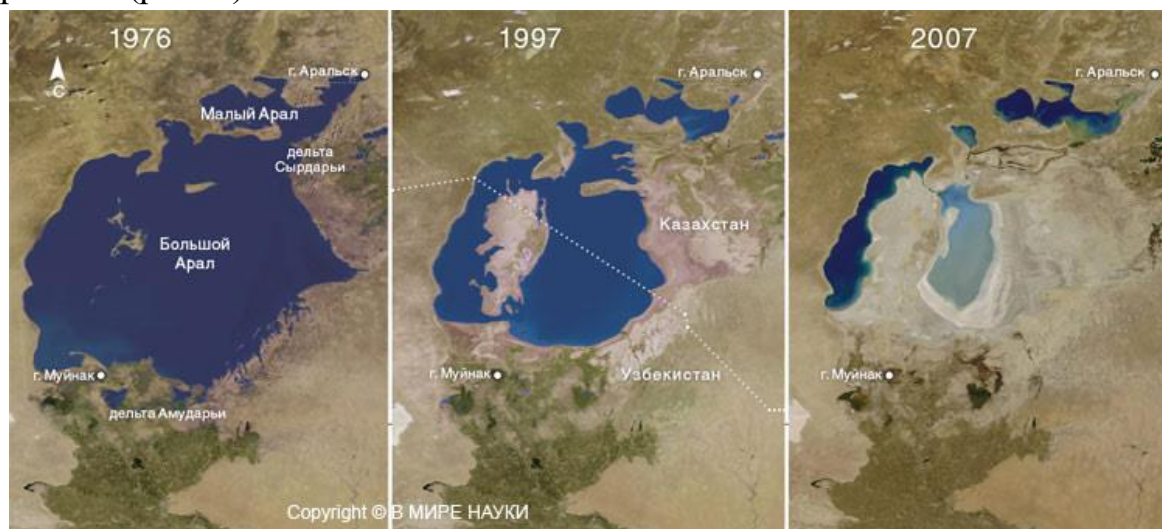 1976
С
г. Аральск
Малый Арал
дельта
Сырдарьи
Большой
Арал
г. Муйнак
дельта Амударьи
1997
г. Аральск
Казахстан
г. Муйнак
Узбекистан
2007
г. Аральск
г. Муйнак
Copyright © В МИРЕ НАУКИ